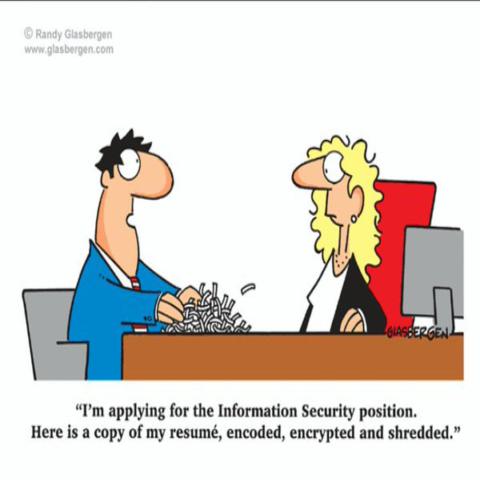 © Randy Glasbergen
www.glasbergen.com
GLASBERGEN
“I’m applying for the Information Security position.
Here is a copy of my resumé, encoded, encrypted and shredded.”